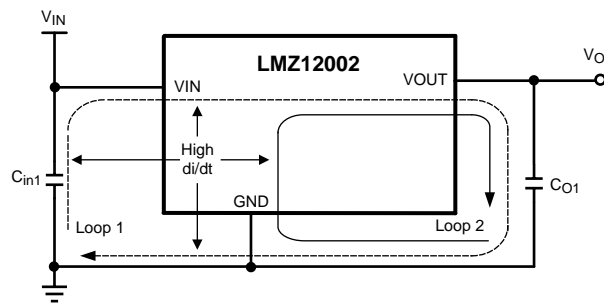 VIN
LMZ12002
VO
VIN
VOUT
High
di/dt
Cin1
CO1
GND
Loop 1
Loop 2